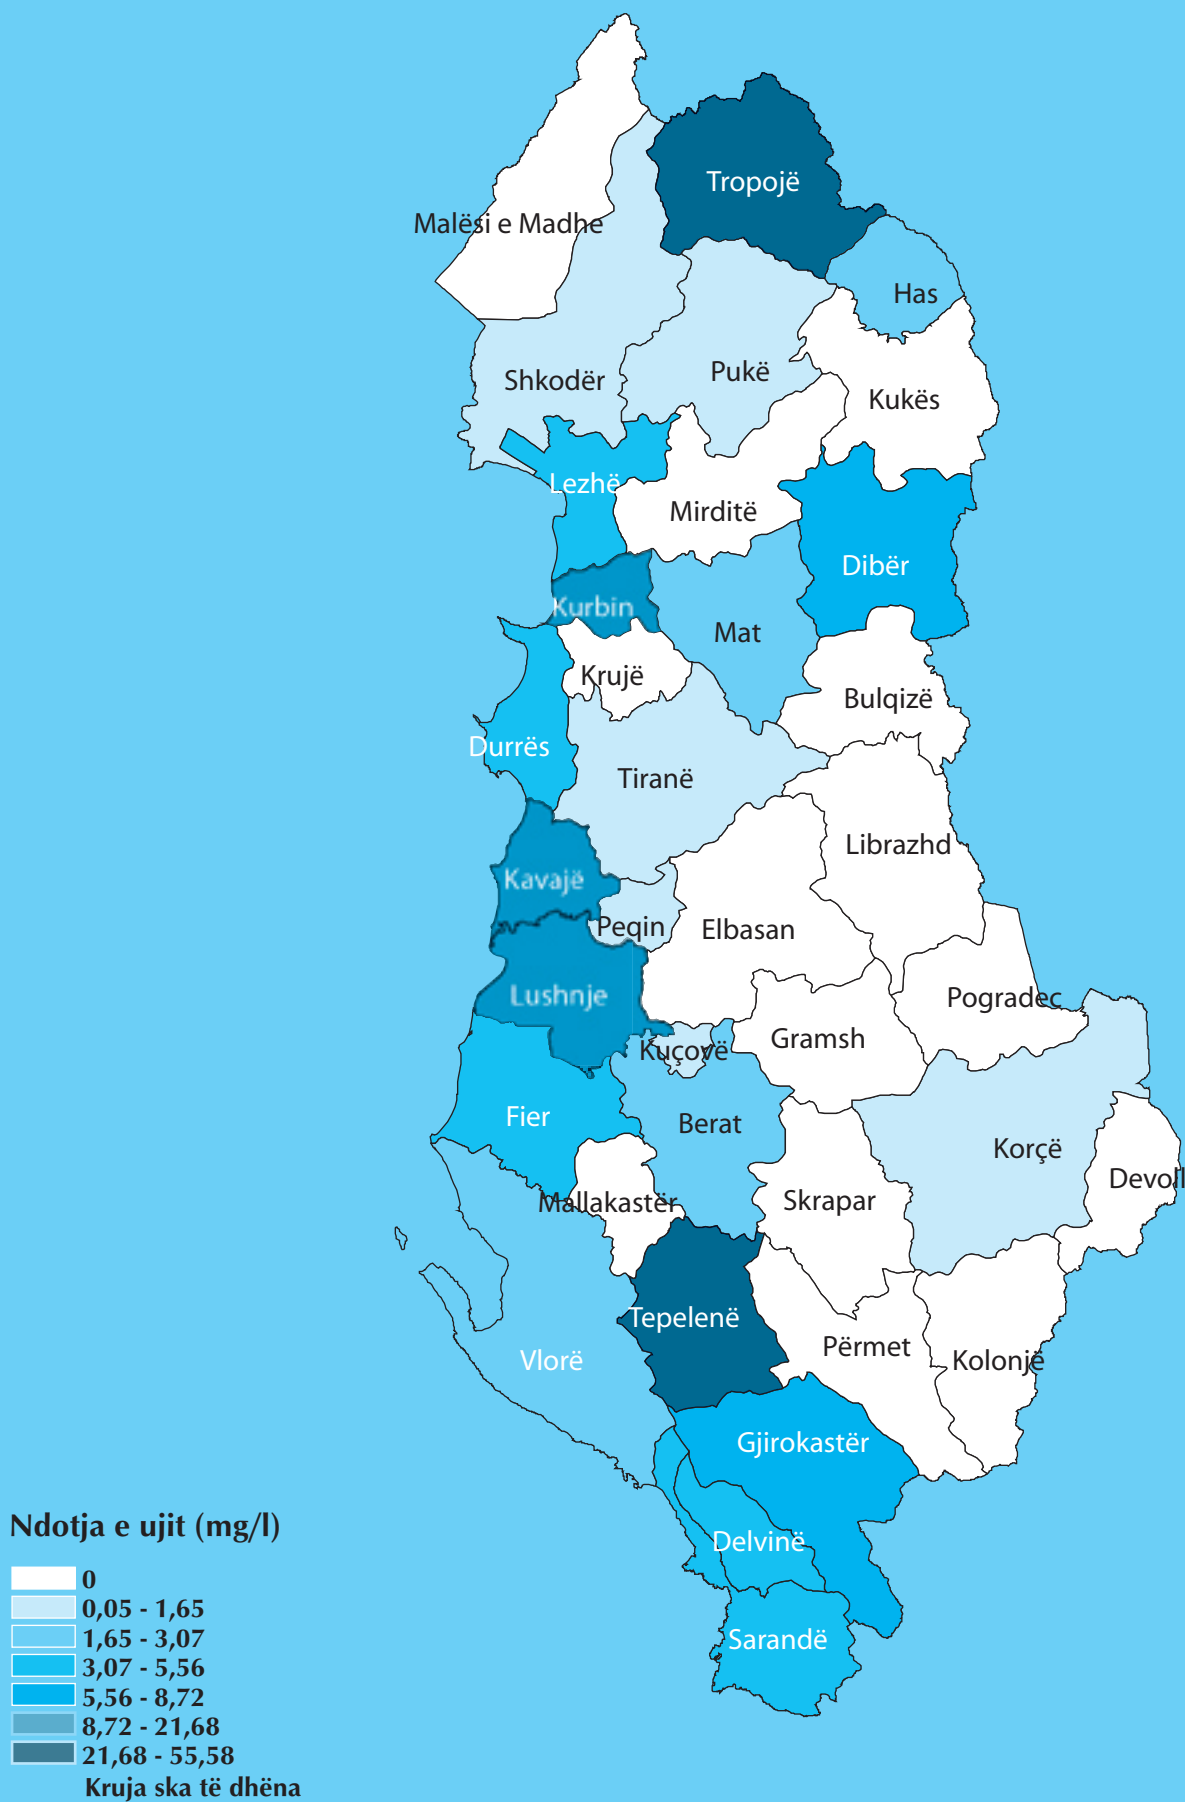 Tropojë
Malësi e Madhe
Has
Shkodër
Pukë
Kukës
Lezhë
Mirditë
Dibër
Kurbin
Mat
Krujë
Bulqizë
Durrës
Tiranë
Librazhd
Kavajë
Peqin
Elbasan
Lushnje
Pogradec
Gramsh
Kuçovë
Fier
Berat
Korçë
Devoll
Mallakastër
Skrapar
Tepelenë
Përmet
Vlorë
Kolonjë
Gjirokastër
Delvinë
Sarandë
Ndotja e ujit (mg/l)
0
0,05 - 1,65
1,65 - 3,07
3,07 - 5,56
5,56 - 8,72
8,72 - 21,68
21,68 - 55,58
Kruja ska të dhëna